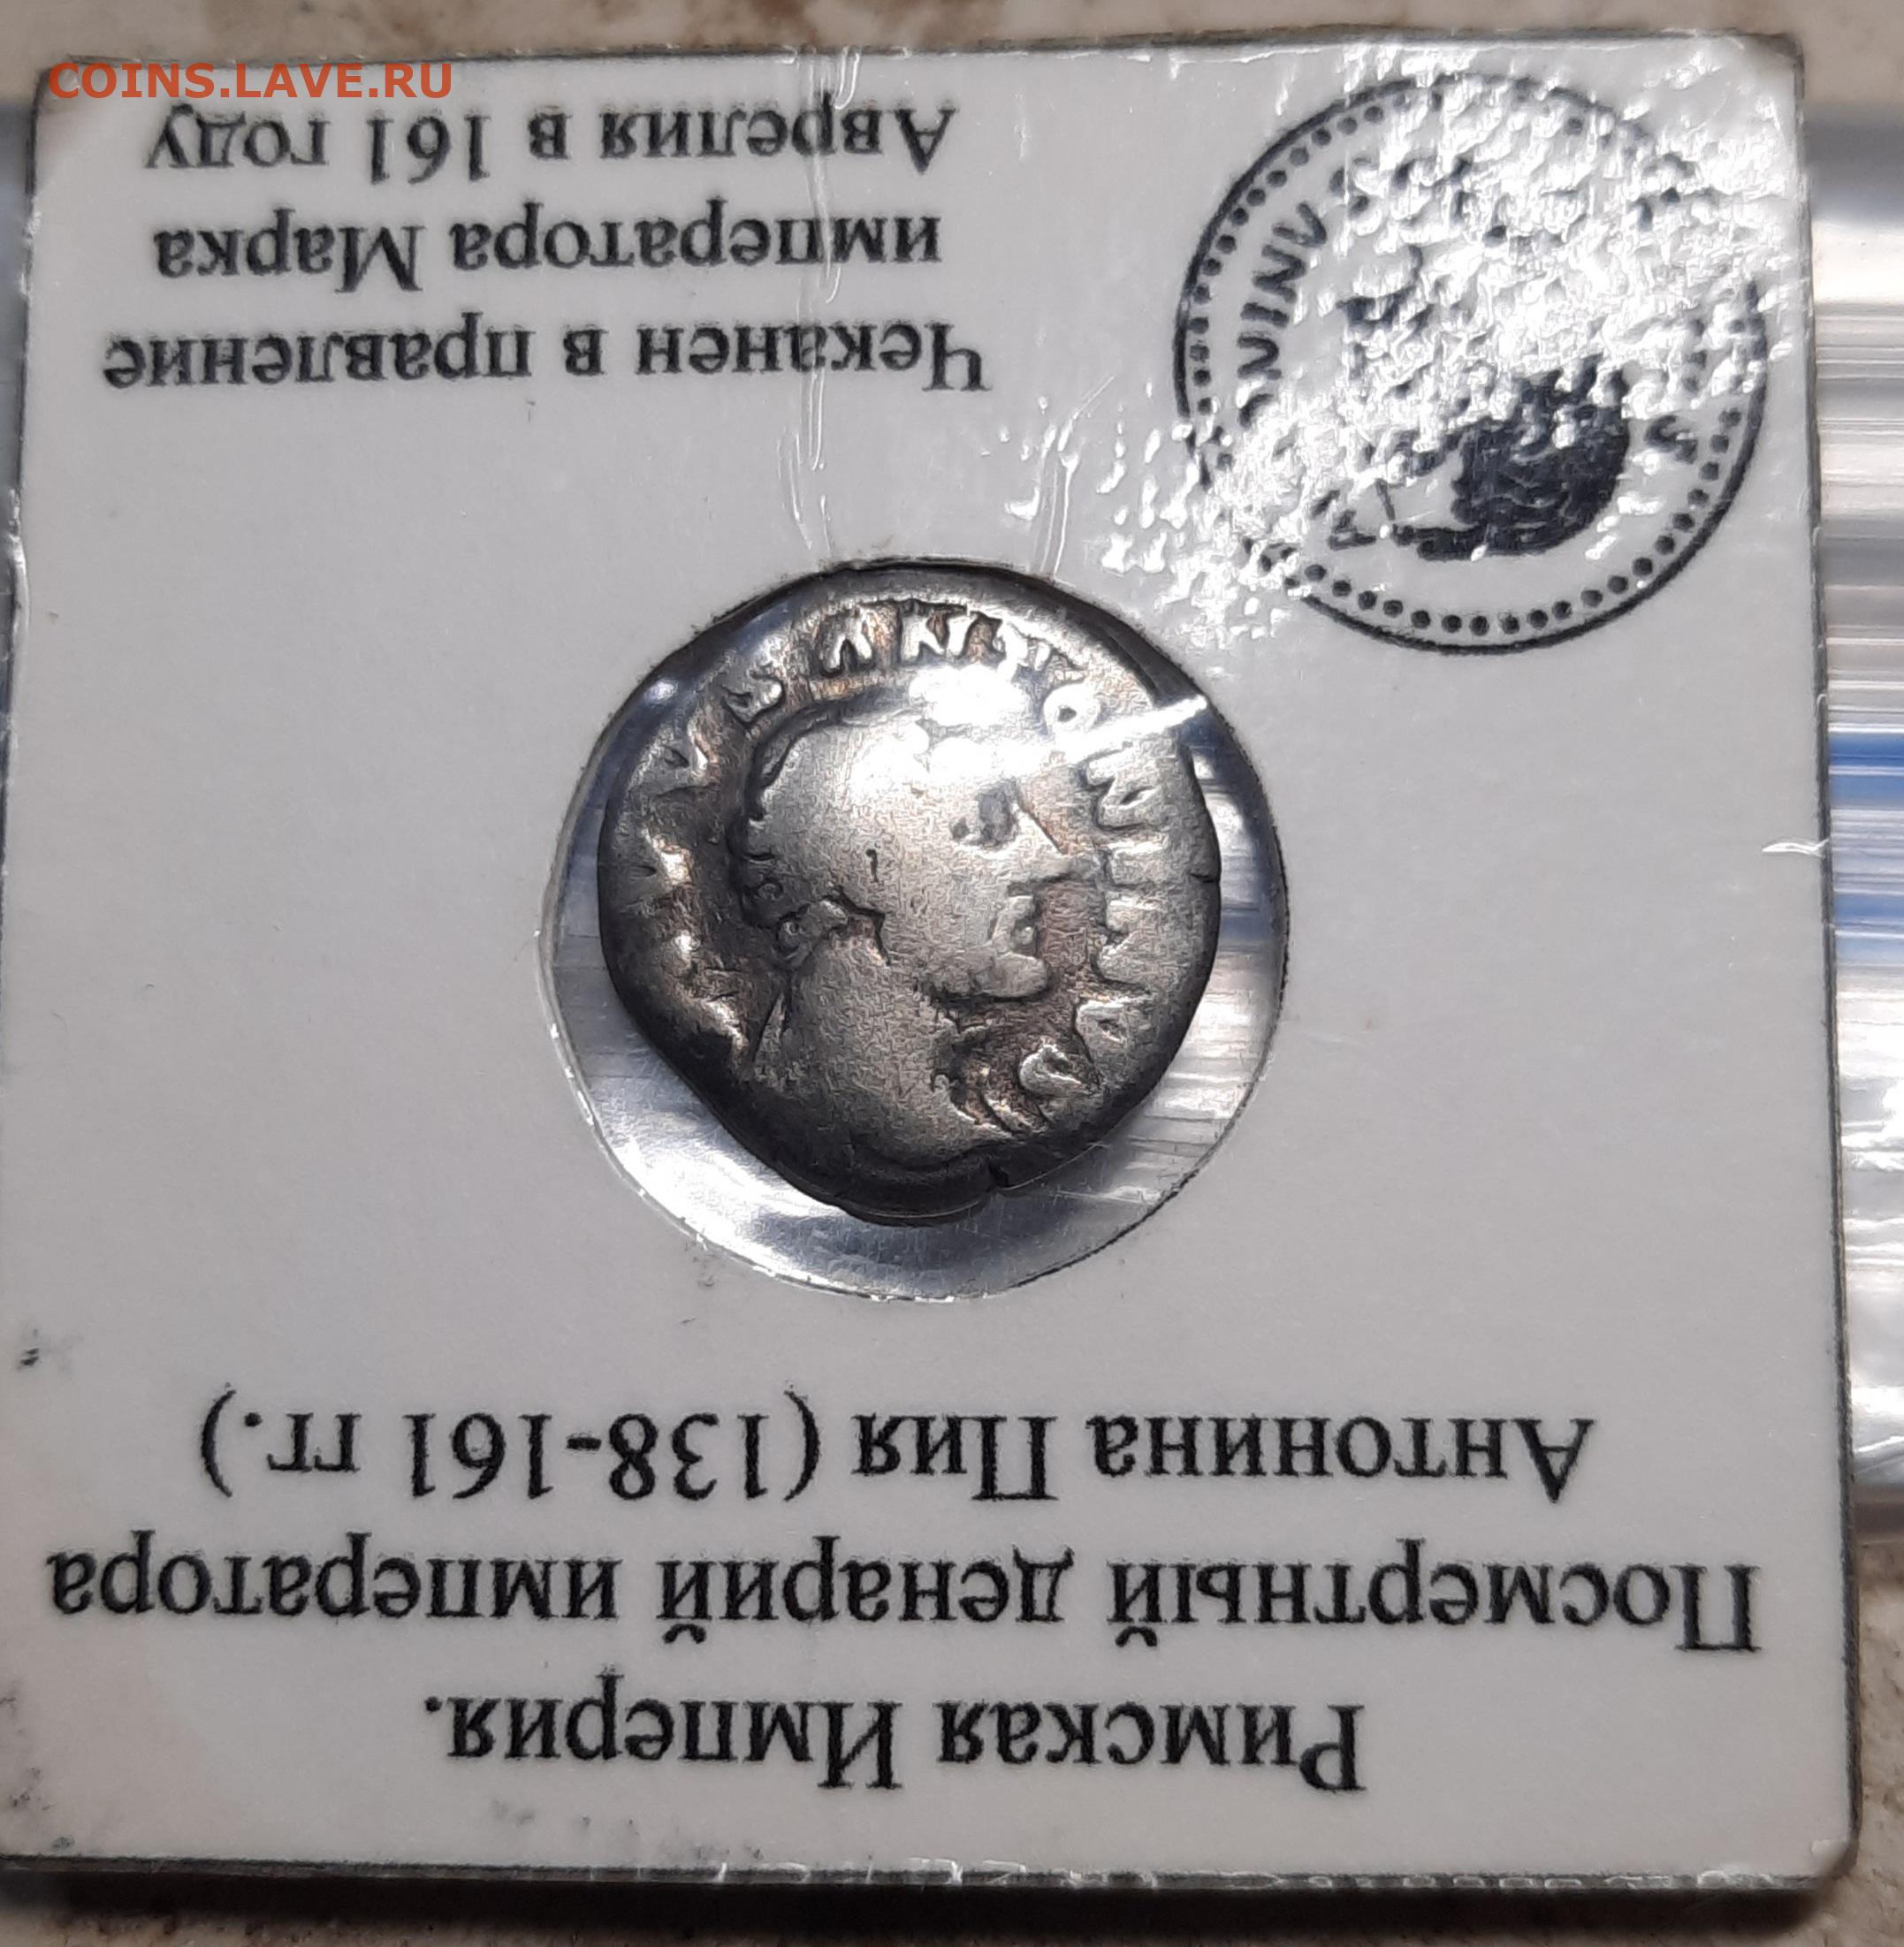 COINS.LAVE.RU
Римская Империя.
Посмертный денарий императора
Антонина Пия (138-161 гг.)
Чеканен в правление
императора Марка
Аврелия в 161 году